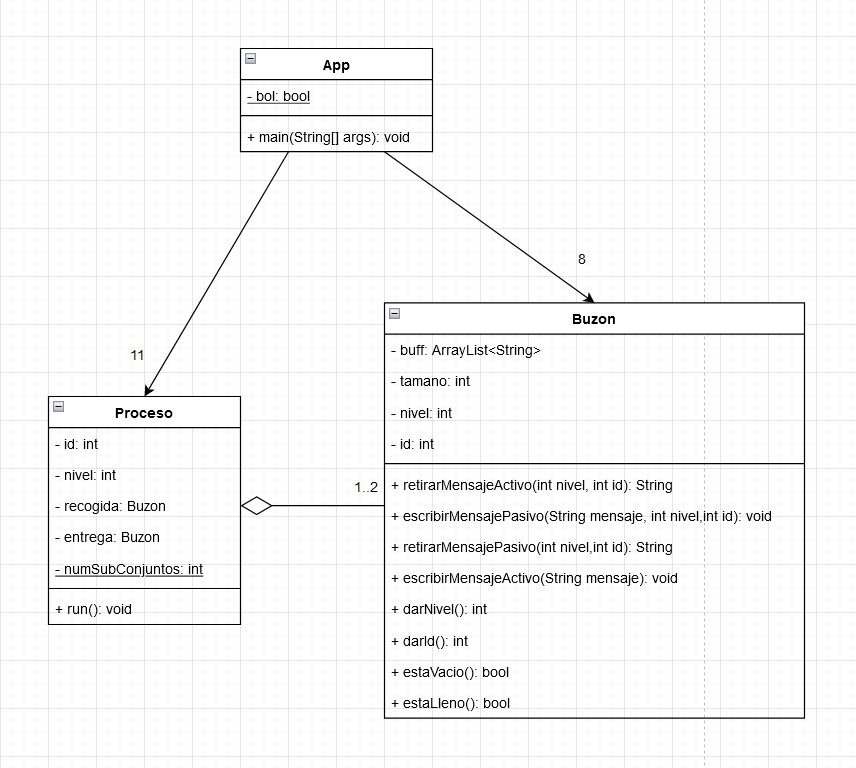 App
- bol: bool
+ main(String[] args): void
8
11
Buzon
- buff: ArrayList<String>
- tamano: int
- nivel: int
- id: int
+ retirarMensajeActivo(int nivel, int id): String
+ escribirMensajePasivo(String mensaje, int nivel,int id): void
+ retirarMensajePasivo(int nivel,int id): String
+ escribirMensajeActivo(String mensaje): void
+ darNivel(): int
+ darId(): int
+ estaVacio(): bool
+ estaLleno(): bool
Proceso
- id: int
- nivel: int
- recogida: Buzon
- entrega: Buzon
- numSubConjuntos: int
+ run(): void
1..2